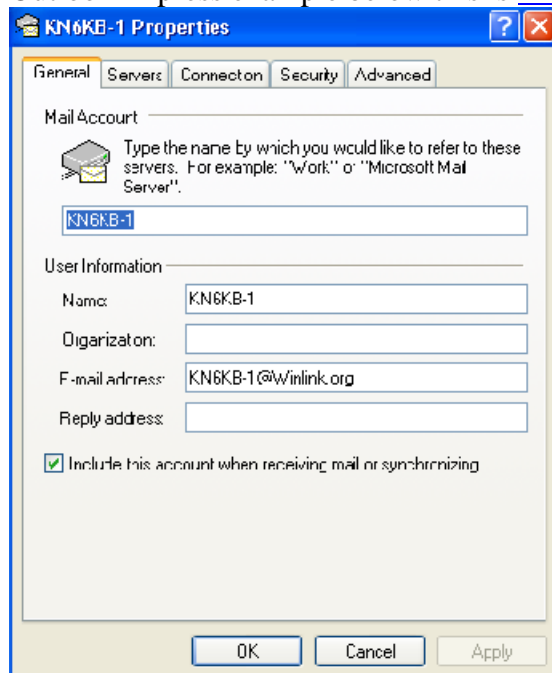 KN6KB-1 Properties
General Servers Connection Security Advanced
Mail Account
Type the name by which you would like to refer to these
servers. For example: "Work" or "Microsoft Mail
Server".
KN6KB-1
User Information
Name: KN6KB-1
Organization:
E-mail address: KN6KB-1@Winlink.org
Reply address:
Include this account when receiving mail or synchronizing
OK Cancel Apply